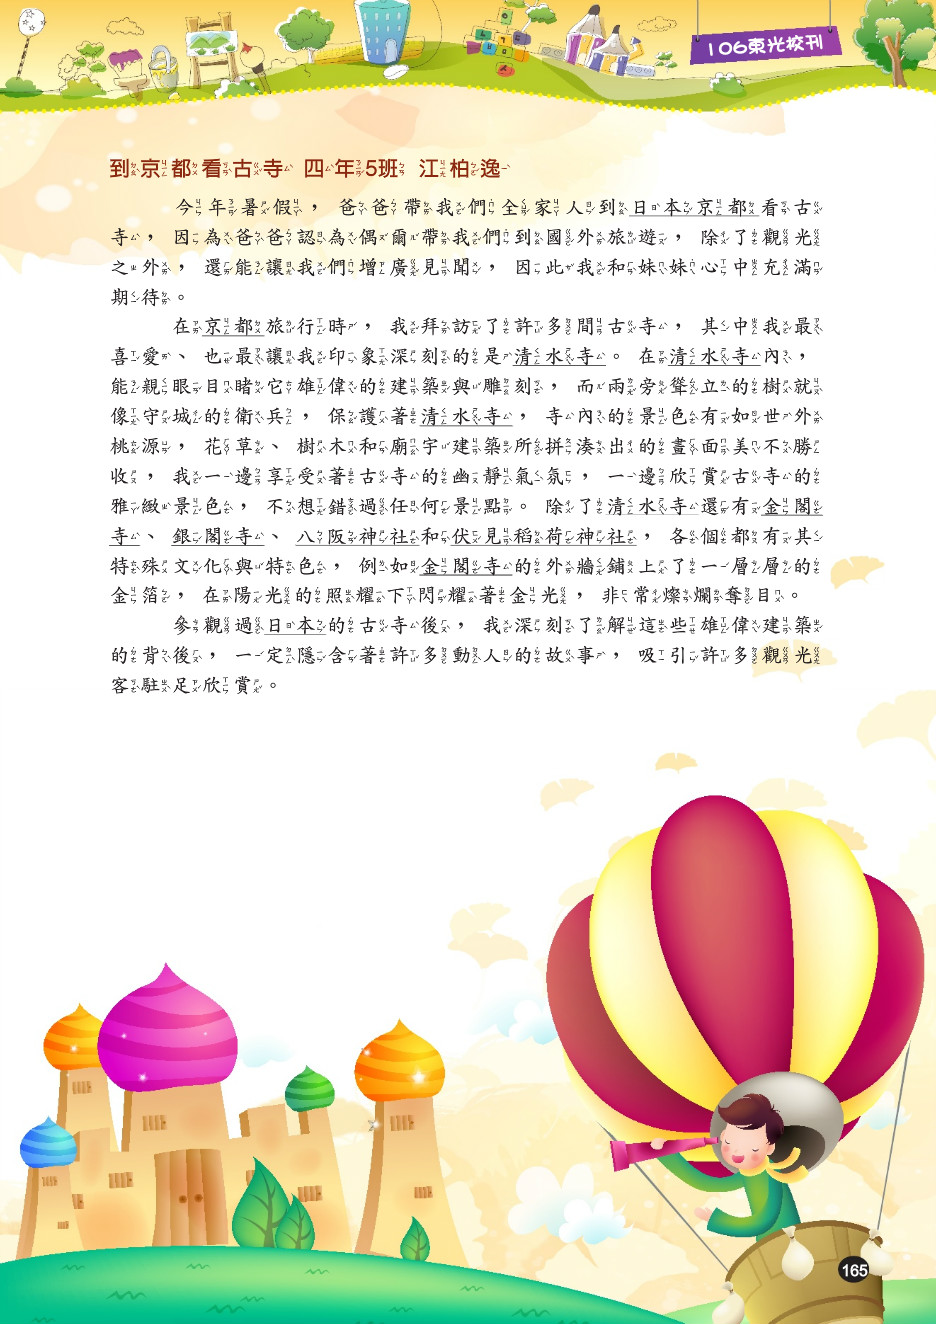 106東光校刊
到京都看古寺 四年5班 江柏逸
今年暑假,爸爸帶我們全家人到日本京都看古
寺,因為爸爸認為偶爾帶我們到國外旅遊,除了觀光
之外,還能讓我們增廣見聞,因此我和妹妹心中充滿
期待。
在京都旅行時,我拜訪了許多間古寺,其中我最
喜愛、也最讓我印象深刻的是清水寺。在清水寺內,
能親眼目睹它雄偉的建築與雕刻,而兩旁聳立的樹就
像守城的衛兵,保護著清水寺,寺內的景色有如世外
桃源,花草、樹木和廟宇建築所拼湊出的畫面美不勝
收,我一邊享受著古寺的幽靜氣氛,一邊欣賞古寺的
雅緻景色,不想錯過任何景點。除了清水寺還有金閣
寺、銀閣寺、八阪神社和伏見稻荷神社,各個都有其
特殊文化與特色,例如金閣寺的外牆鋪上了一層層的
金箔,在陽光的照耀下閃耀著金光,非常燦爛奪目。
參觀過日本的古寺後,我深刻了解這些雄偉建築
的背後,一定隱含著許多動人的故事,吸引許多觀光
客駐足欣賞。
165